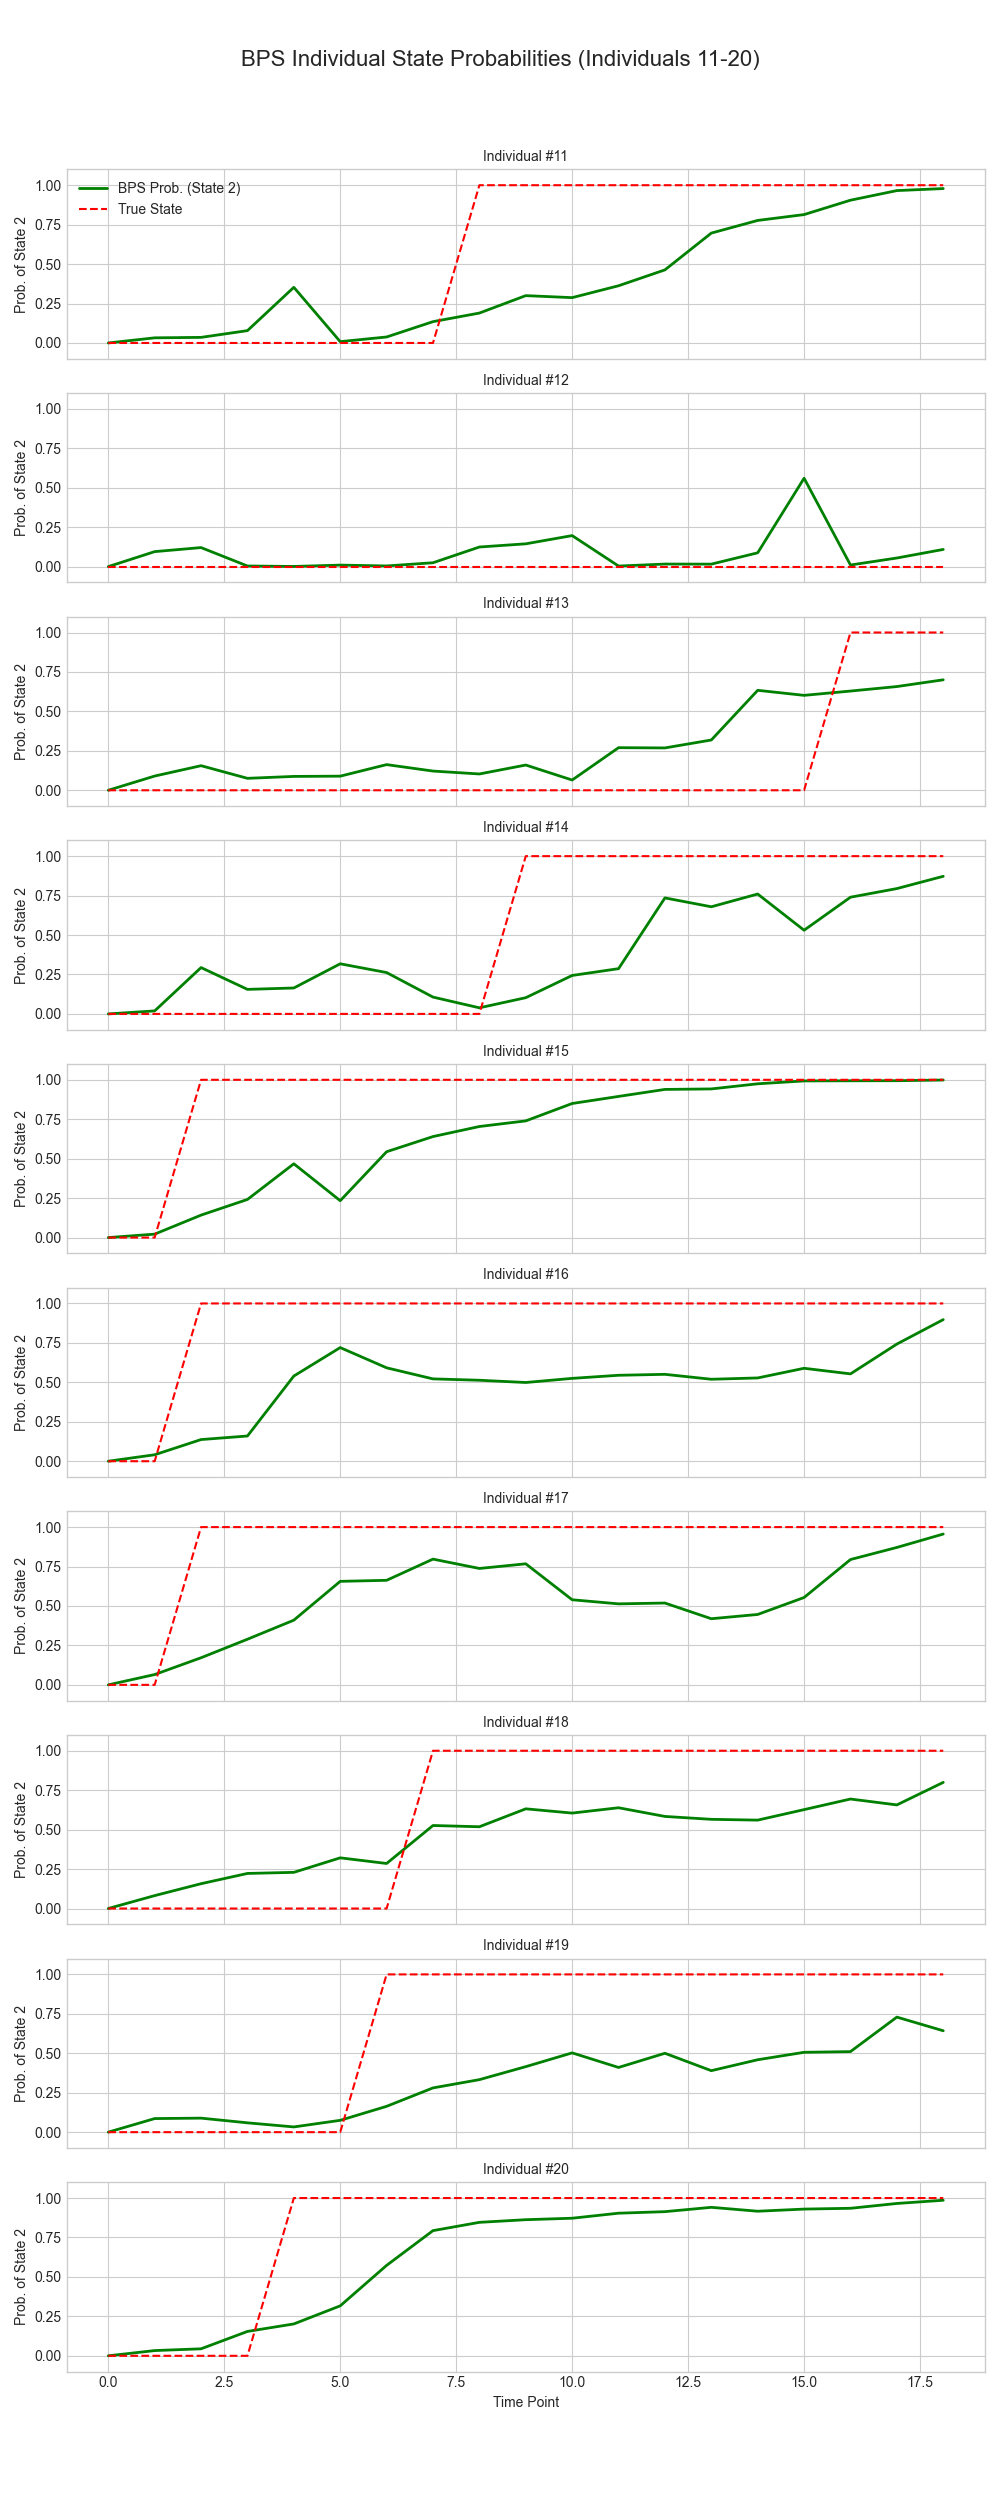 BPS Individual State Probabilities (Individuals 11-20)
Individual #11
1.00
0.75
0.50
0.25
0.00
Prob. of State 2
BPS Prob. (State 2)
True State
Individual #12
1.00
0.75
0.50
0.25
0.00
Prob. of State 2
Individual #13
1.00
0.75
0.50
0.25
0.00
Prob. of State 2
Individual #14
1.00
0.75
0.50
0.25
0.00
Prob. of State 2
Individual #15
1.00
0.75
0.50
0.25
0.00
Prob. of State 2
Individual #16
1.00
0.75
0.50
0.25
0.00
Prob. of State 2
Individual #17
1.00
0.75
0.50
0.25
0.00
Prob. of State 2
Individual #18
1.00
0.75
0.50
0.25
0.00
Prob. of State 2
Individual #19
1.00
0.75
0.50
0.25
0.00
Prob. of State 2
Individual #20
1.00
0.75
0.50
0.25
0.00
Prob. of State 2
0.0 2.5 5.0 7.5 10.0 12.5 15.0 17.5
Time Point